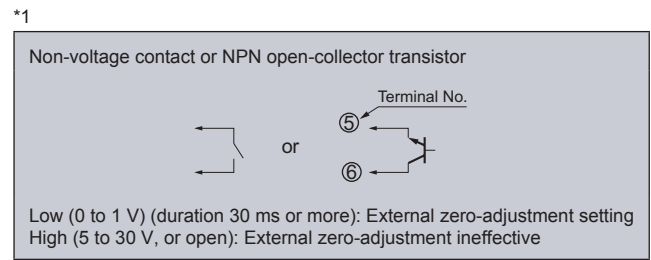 *1
Non-voltage contact or NPN open-collector transistor
Terminal No.
⑤
or
⑥
Low (0 to 1 V) (duration 30 ms or more): External zero-adjustment setting
High (5 to 30 V, or open): External zero-adjustment ineffective